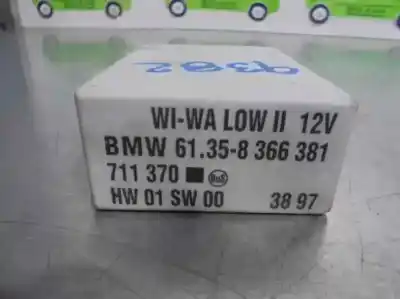 9382
WI-WA LOW II 12V
BMW 61.35-8 366 381
711 370
HW 01 SW 00 38 97